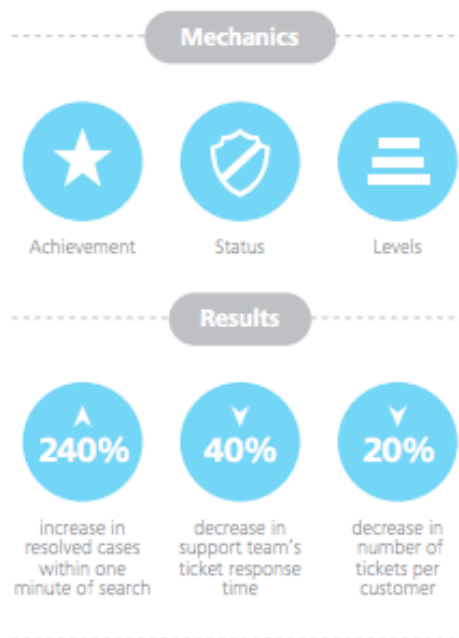 Mechanics
Achievement
Status
Levels
Results
240%
40%
20%
increase in
resolved cases
within one
minute of search
decrease in
support team's
ticket response
time
decrease in
number of
tickets per
customer